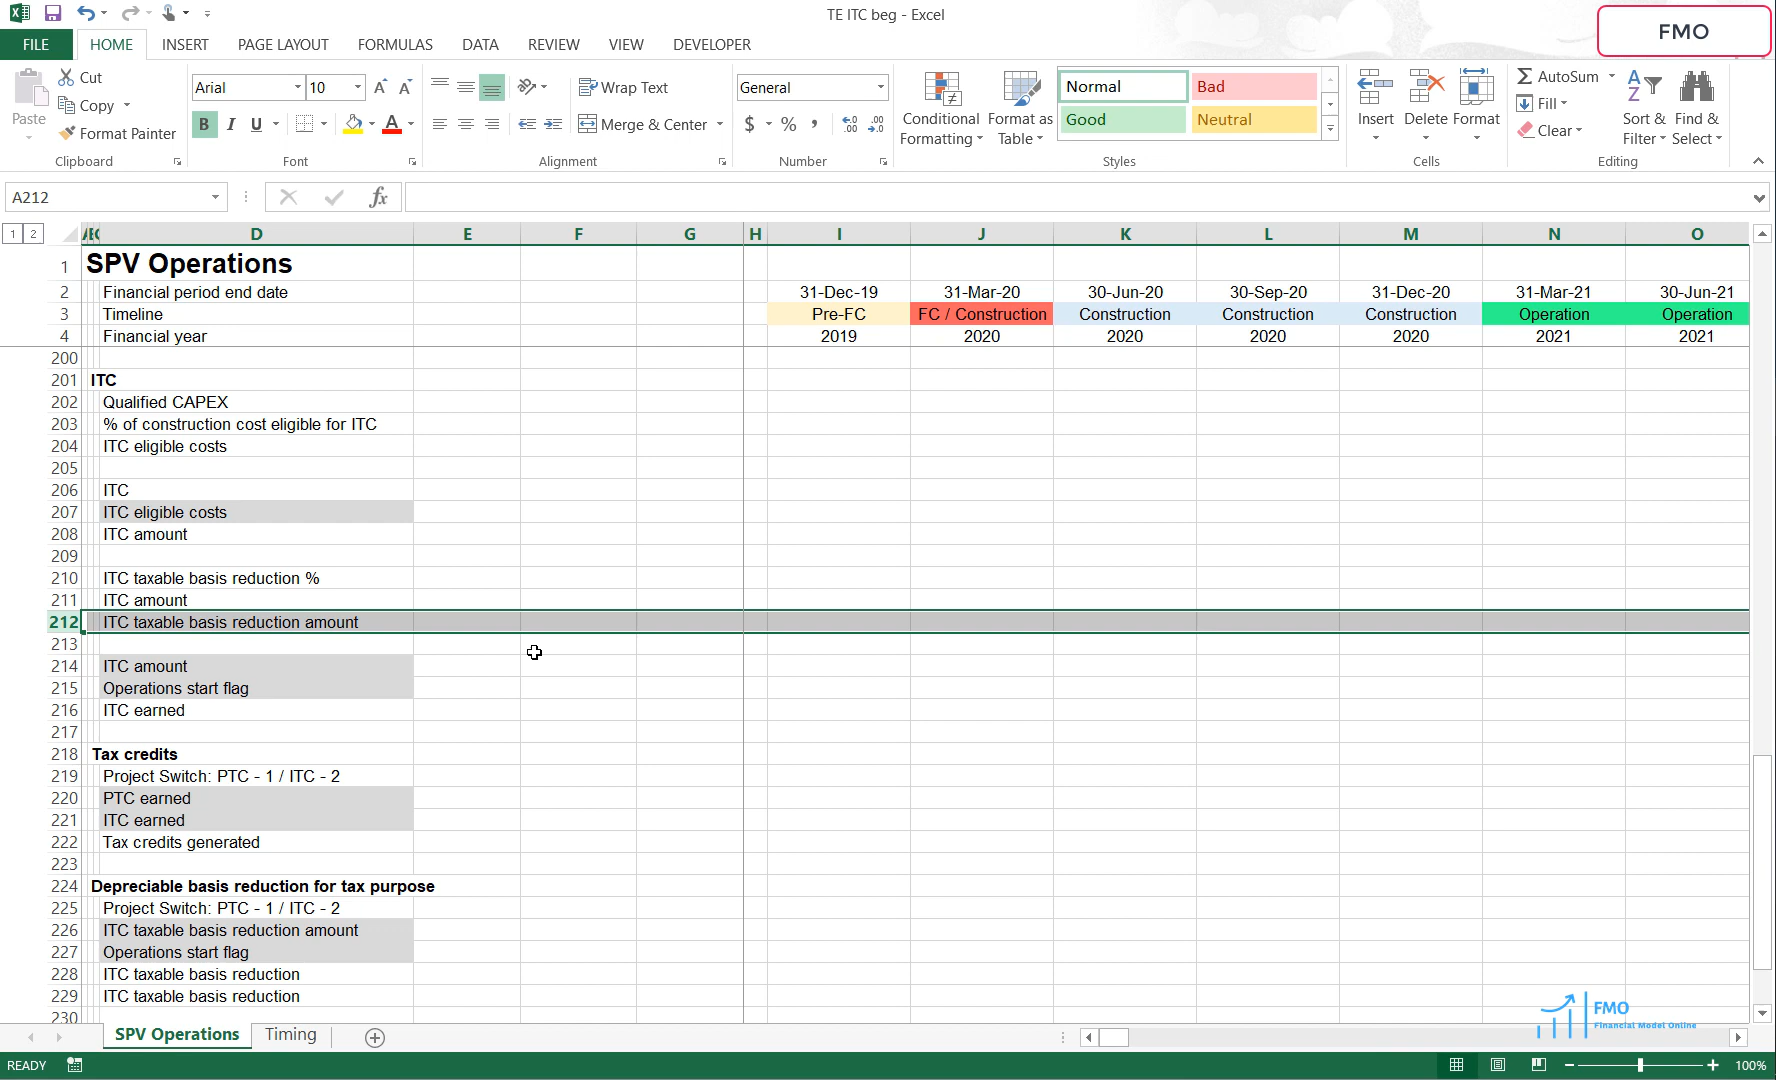 TE ITC beg - Excel
FMO
FILE HOME INSERT PAGE LAYOUT FORMULAS DATA REVIEW VIEW DEVELOPER
Paste
Cut
Copy
Format Painter
Clipboard
Arial 10
B I U
Font
Wrap Text
Merge & Center
Alignment
General
$ % ,
Number
Conditional Formatting
Format as Table
Normal Bad
Good Neutral
Styles
Insert Delete Format
Cells
AutoSum
Fill
Clear
Sort & Filter
Find & Select
Editing
A212
fx
1 2
D E F G H I J K L M N O
1 SPV Operations
2 Financial period end date 31-Dec-19 31-Mar-20 30-Jun-20 30-Sep-20 31-Dec-20 31-Mar-21 30-Jun-21
3 Timeline Pre-FC FC / Construction Construction Construction Construction Operation Operation
4 Financial year 2019 2020 2020 2020 2020 2021 2021
200
201 ITC
202 Qualified CAPEX
203 % of construction cost eligible for ITC
204 ITC eligible costs
205
206 ITC
207 ITC eligible costs
208 ITC amount
209
210 ITC taxable basis reduction %
211 ITC amount
212 ITC taxable basis reduction amount
213
214 ITC amount
215 Operations start flag
216 ITC earned
217
218 Tax credits
219 Project Switch: PTC - 1 / ITC - 2
220 PTC earned
221 ITC earned
222 Tax credits generated
223
224 Depreciable basis reduction for tax purpose
225 Project Switch: PTC - 1 / ITC - 2
226 ITC taxable basis reduction amount
227 Operations start flag
228 ITC taxable basis reduction
229 ITC taxable basis reduction
230
FMO
Financial Model Online
SPV Operations Timing
READY
100%